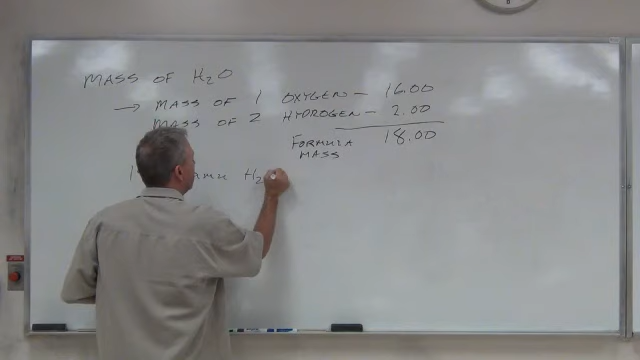 MASS OF H2O
→ MASS OF 1 OXYGEN — 16.00
MASS OF 2 HYDROGEN — 2.00
FORMULA 18.00
MASS
1 amu H2